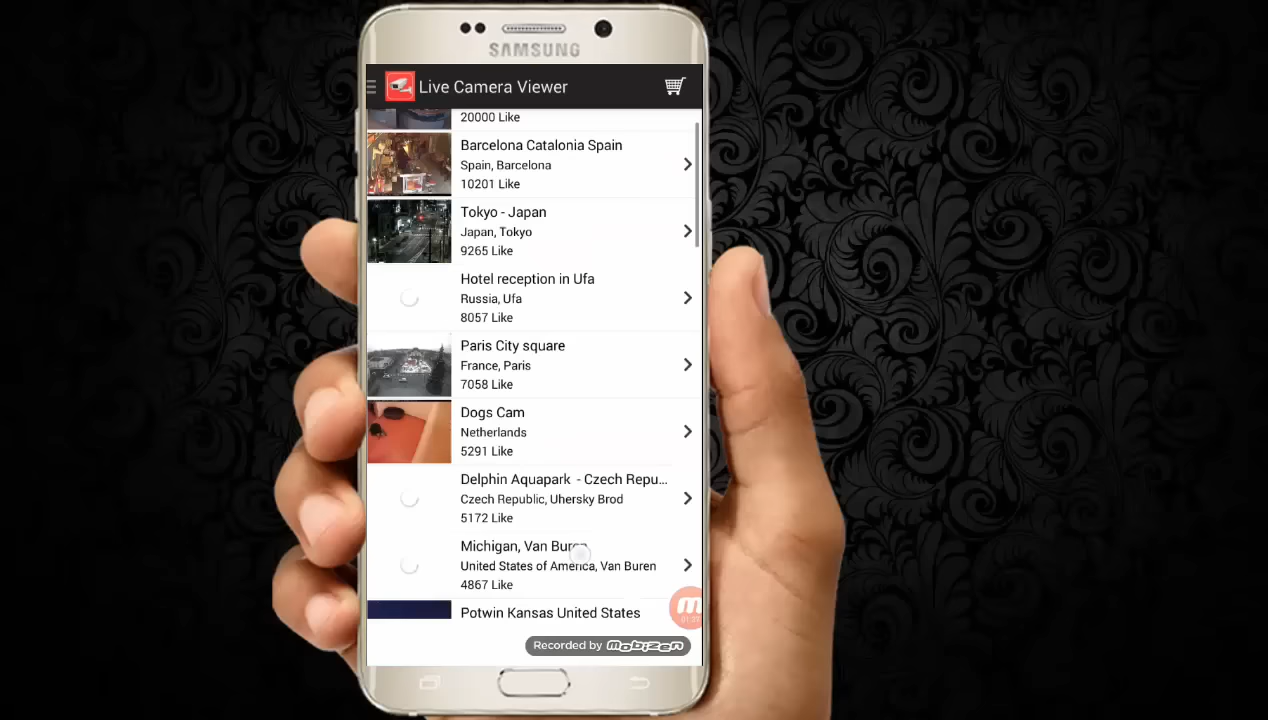 SAMSUNG
Live Camera Viewer
20000 Like
Barcelona Catalonia Spain
Spain, Barcelona
10201 Like
Tokyo - Japan
Japan, Tokyo
9265 Like
Hotel reception in Ufa
Russia, Ufa
8057 Like
Paris City square
France, Paris
7058 Like
Dogs Cam
Netherlands
5291 Like
Delphin Aquapark - Czech Repu...
Czech Republic, Uhersky Brod
5172 Like
Michigan, Van Buren
United States of America, Van Buren
4867 Like
Potwin Kansas United States
Recorded by mobizen